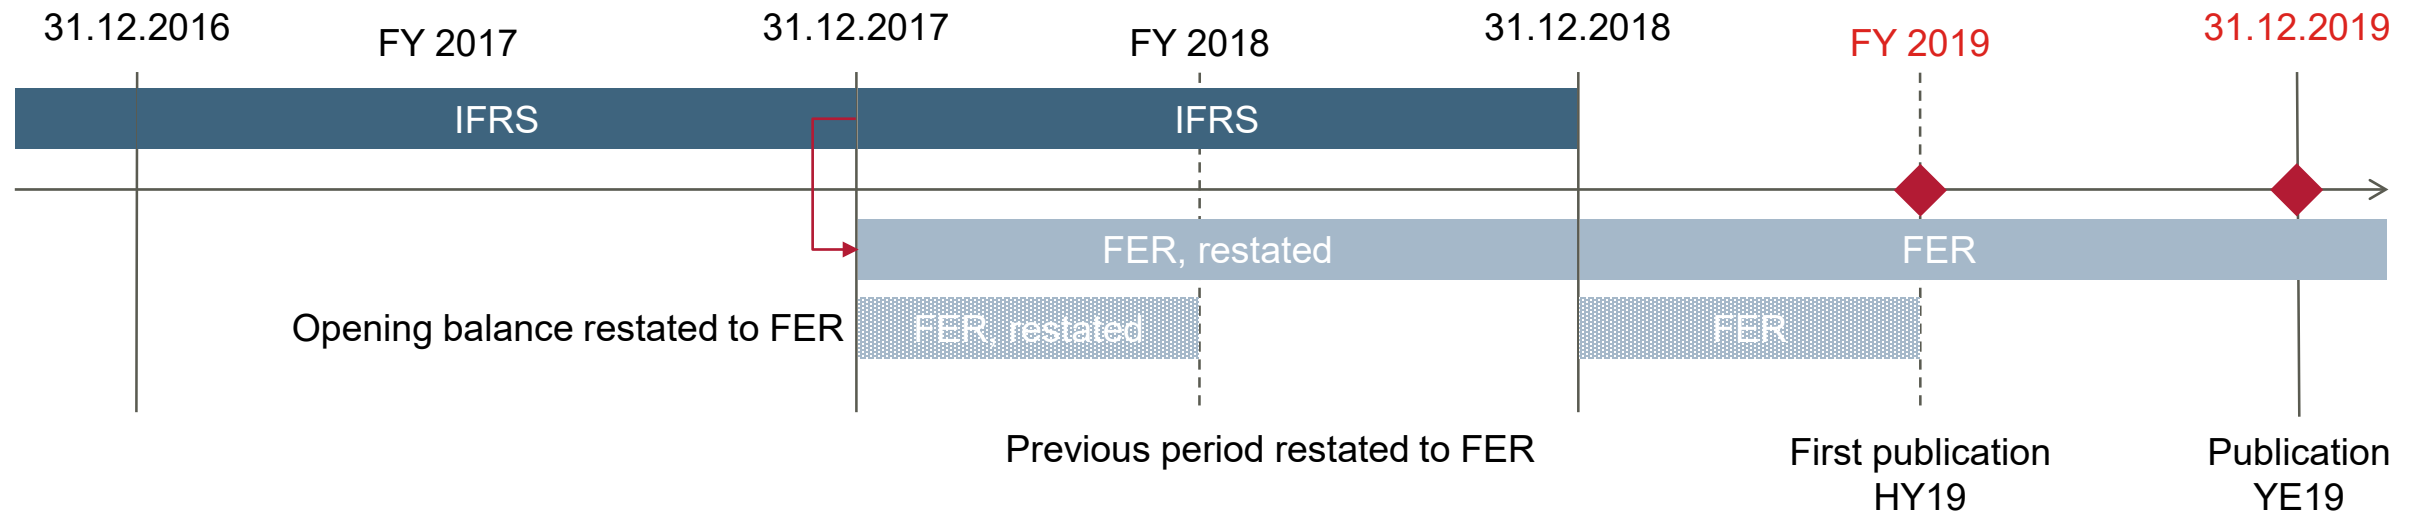 31.12.2016
FY 2017
31.12.2017
FY 2018
31.12.2018
FY 2019
31.12.2019
IFRS
IFRS
FER, restated
FER
Opening balance restated to FER
FER, restated
FER
Previous period restated to FER
First publication
HY19
Publication
YE19